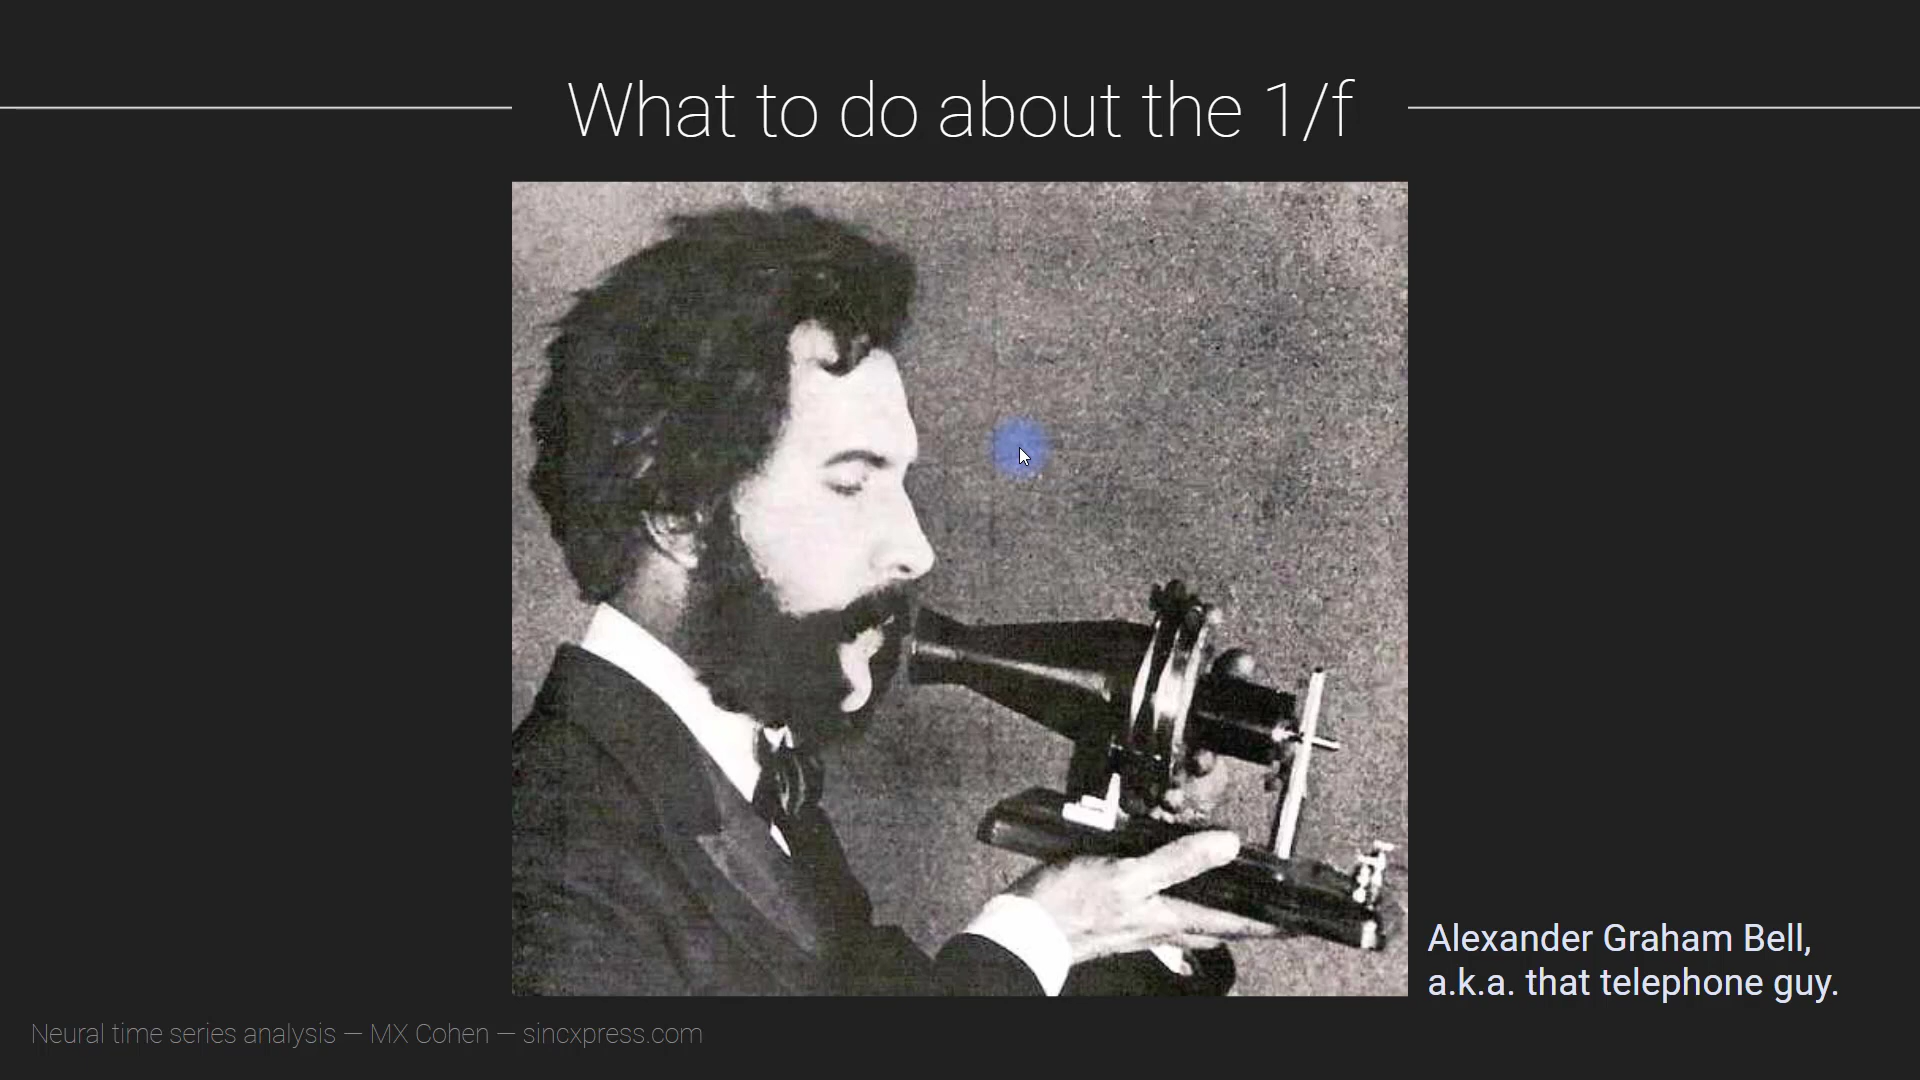 What to do about the 1/f
Alexander Graham Bell,
a.k.a. that telephone guy.
Neural time series analysis — MX Cohen — sincxpress.com